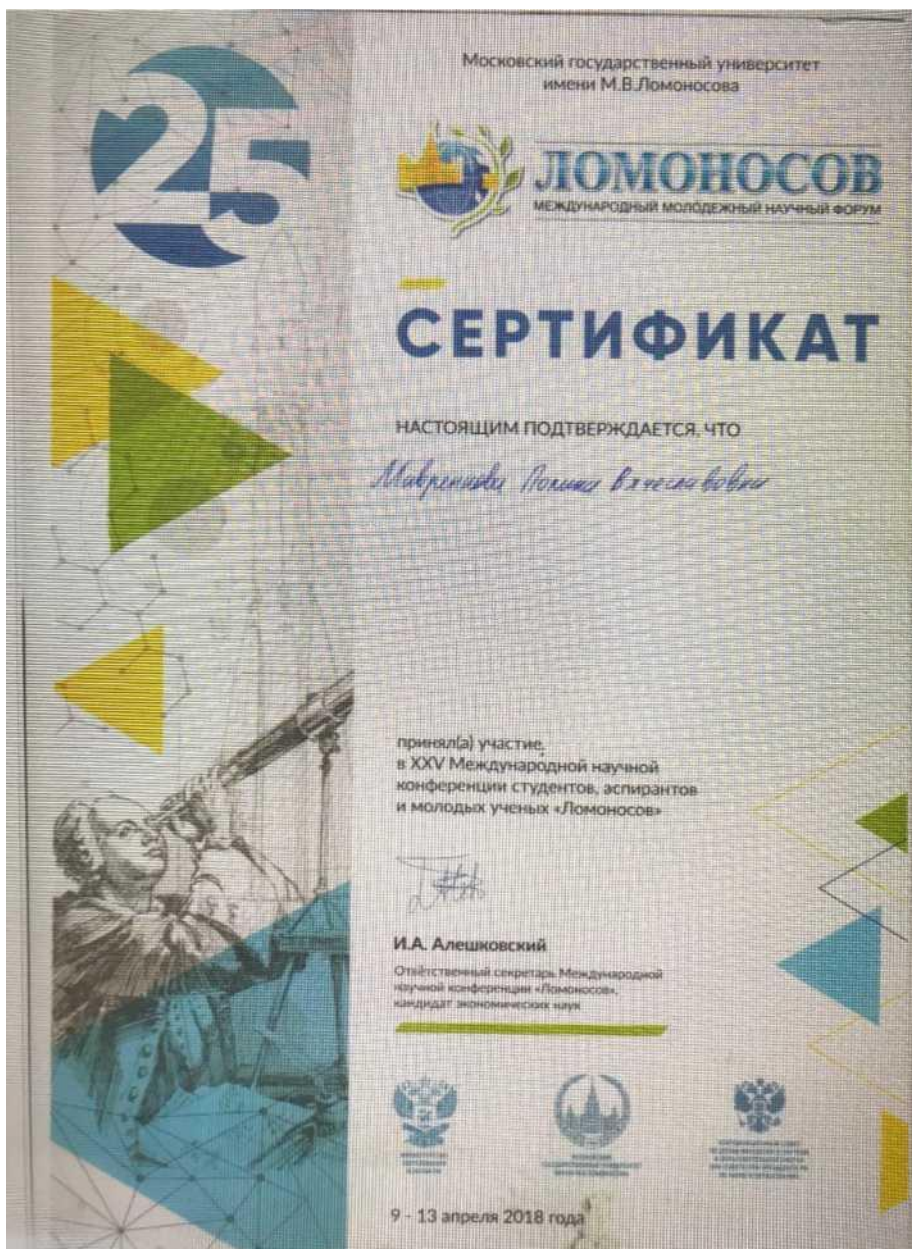 25
Московский государственный университет
имени М.В.Ломоносова
ЛОМОНОСОВ
МЕЖДУНАРОДНЫЙ МОЛОДЕЖНЫЙ НАУЧНЫЙ ФОРУМ
СЕРТИФИКАТ
НАСТОЯЩИМ ПОДТВЕРЖДАЕТСЯ, ЧТО
Полина Вячеславовна
принял(а) участие
в XXV Международной научной
конференции студентов, аспирантов
и молодых ученых «Ломоносов»
И.А. Алешковский
Ответственный секретарь Международной
научной конференции «Ломоносов»,
кандидат экономических наук
9 - 13 апреля 2018 года